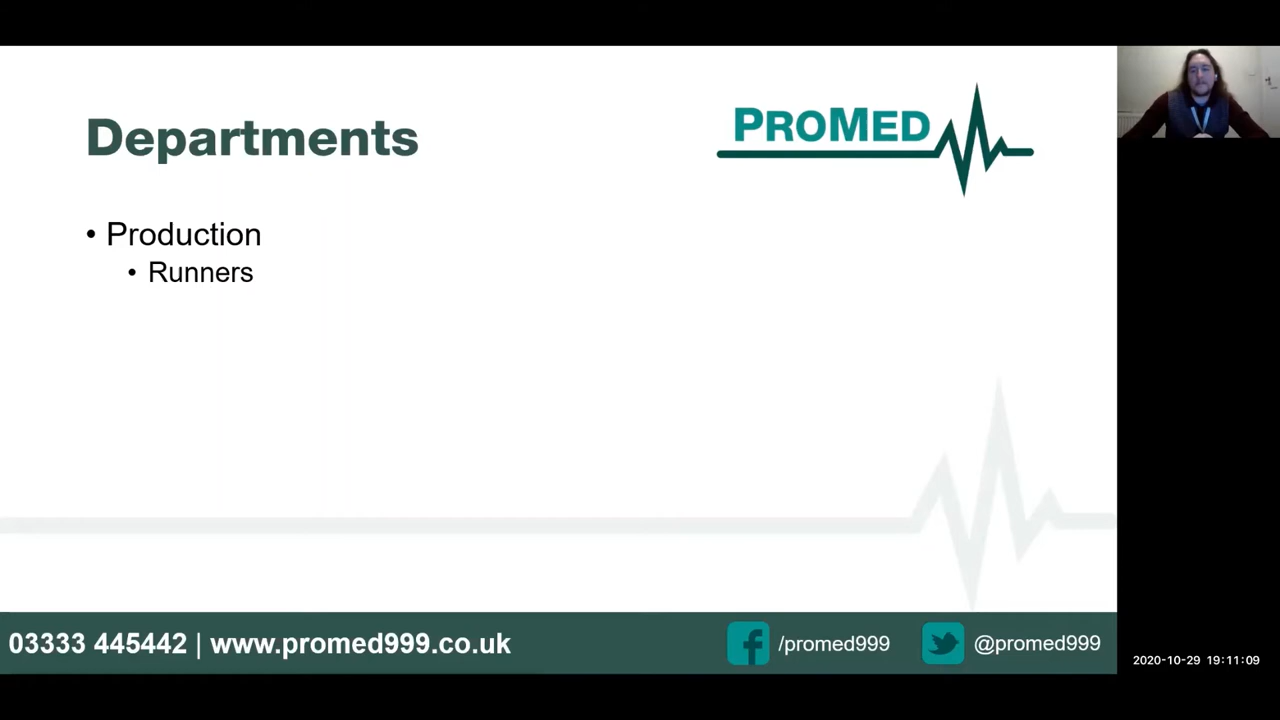 Departments
PROMED
• Production
• Runners
03333 445442 | www.promed999.co.uk
/promed999
@promed999
2020-10-29 19:11:09